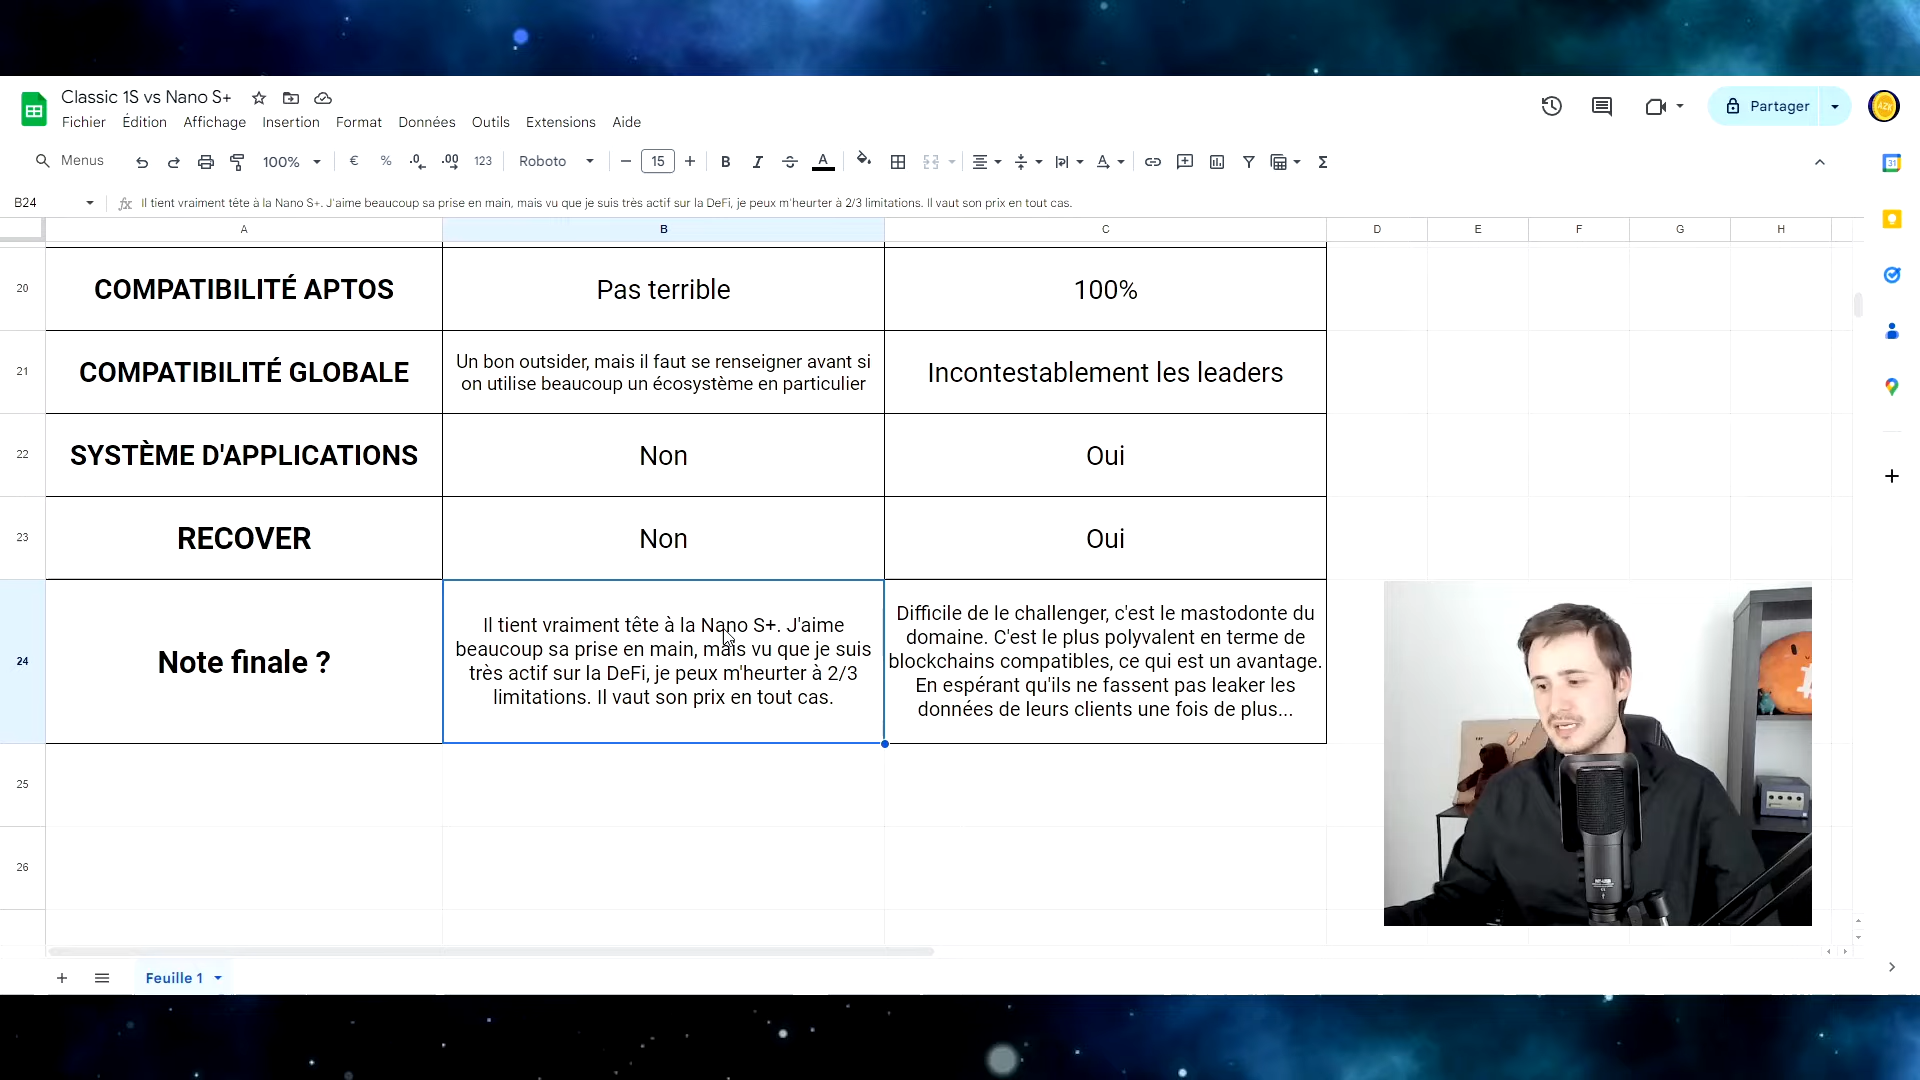 Classic 1S vs Nano S+
Fichier Édition Affichage Insertion Format Données Outils Extensions Aide
Partager
Menus 100% € % .0 .00 123 Roboto 15
B24
Il tient vraiment tête à la Nano S+. J'aime beaucoup sa prise en main, mais vu que je suis très actif sur la DeFi, je peux m'heurter à 2/3 limitations. Il vaut son prix en tout cas.
A B C D E F G H
20 COMPATIBILITÉ APTOS Pas terrible 100%
21 COMPATIBILITÉ GLOBALE
Un bon outsider, mais il faut se renseigner avant si
on utilise beaucoup un écosystème en particulier
Incontestablement les leaders
22 SYSTÈME D'APPLICATIONS Non Oui
23 RECOVER Non Oui
24 Note finale ?
Il tient vraiment tête à la Nano S+. J'aime
beaucoup sa prise en main, mais vu que je suis
très actif sur la DeFi, je peux m'heurter à 2/3
limitations. Il vaut son prix en tout cas.
Difficile de le challenger, c'est le mastodonte du
domaine. C'est le plus polyvalent en terme de
blockchains compatibles, ce qui est un avantage.
En espérant qu'ils ne fassent pas leaker les
données de leurs clients une fois de plus...
25
26
Feuille 1